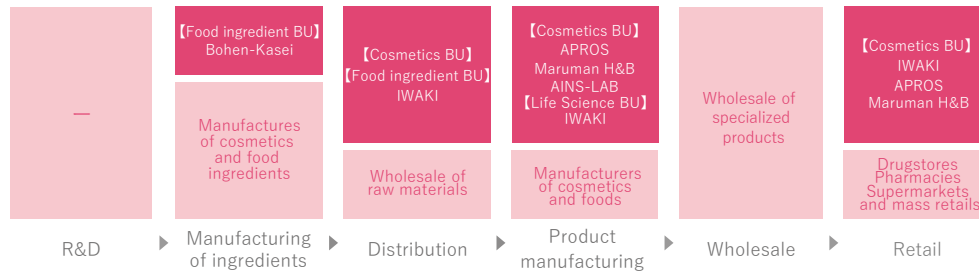 —
R&D
【Food ingredient BU】
Bohen-Kasei
Manufactures
of cosmetics
and food
ingredients
Manufacturing
of ingredients
【Cosmetics BU】
【Food ingredient BU】
IWAKI
Wholesale of
raw materials
Distribution
【Cosmetics BU】
APROS
Maruman H&B
AINS-LAB
【Life Science BU】
IWAKI
Manufacturers
of cosmetics
and foods
Product
manufacturing
Wholesale of
specialized
products
Wholesale
【Cosmetics BU】
IWAKI
APROS
Maruman H&B
Drugstores
Pharmacies
Supermarkets
and mass retails
Retail